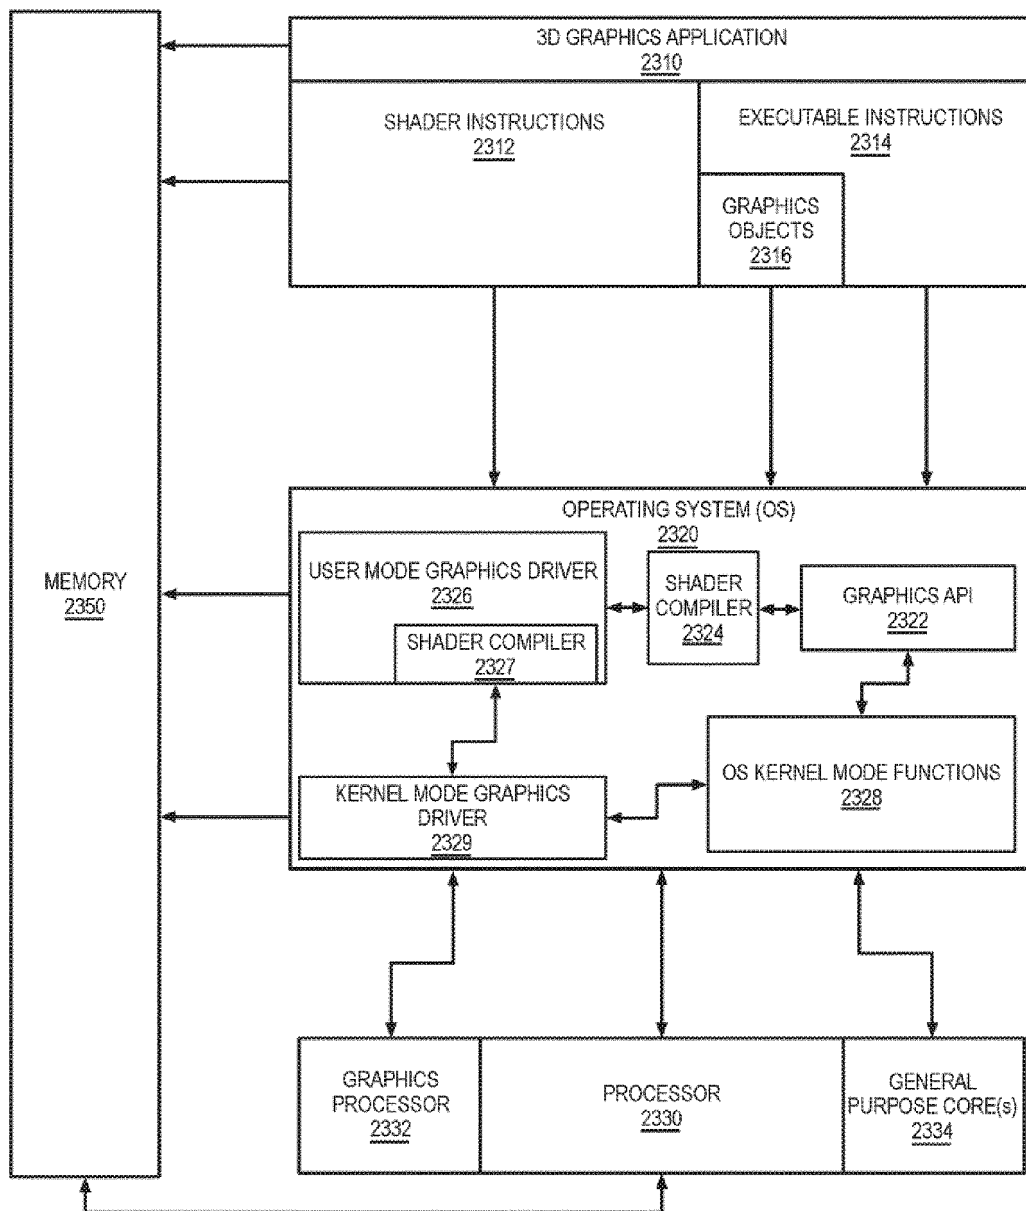 3D GRAPHICS APPLICATION
2310
SHADER INSTRUCTIONS
2312
EXECUTABLE INSTRUCTIONS
2314
GRAPHICS
OBJECTS
2316
MEMORY
2350
OPERATING SYSTEM (OS)
2320
USER MODE GRAPHICS DRIVER
2326
SHADER COMPILER
2327
SHADER
COMPILER
2324
GRAPHICS API
2322
KERNEL MODE GRAPHICS
DRIVER
2329
OS KERNEL MODE FUNCTIONS
2328
GRAPHICS
PROCESSOR
2332
PROCESSOR
2330
GENERAL
PURPOSE CORE(s)
2334